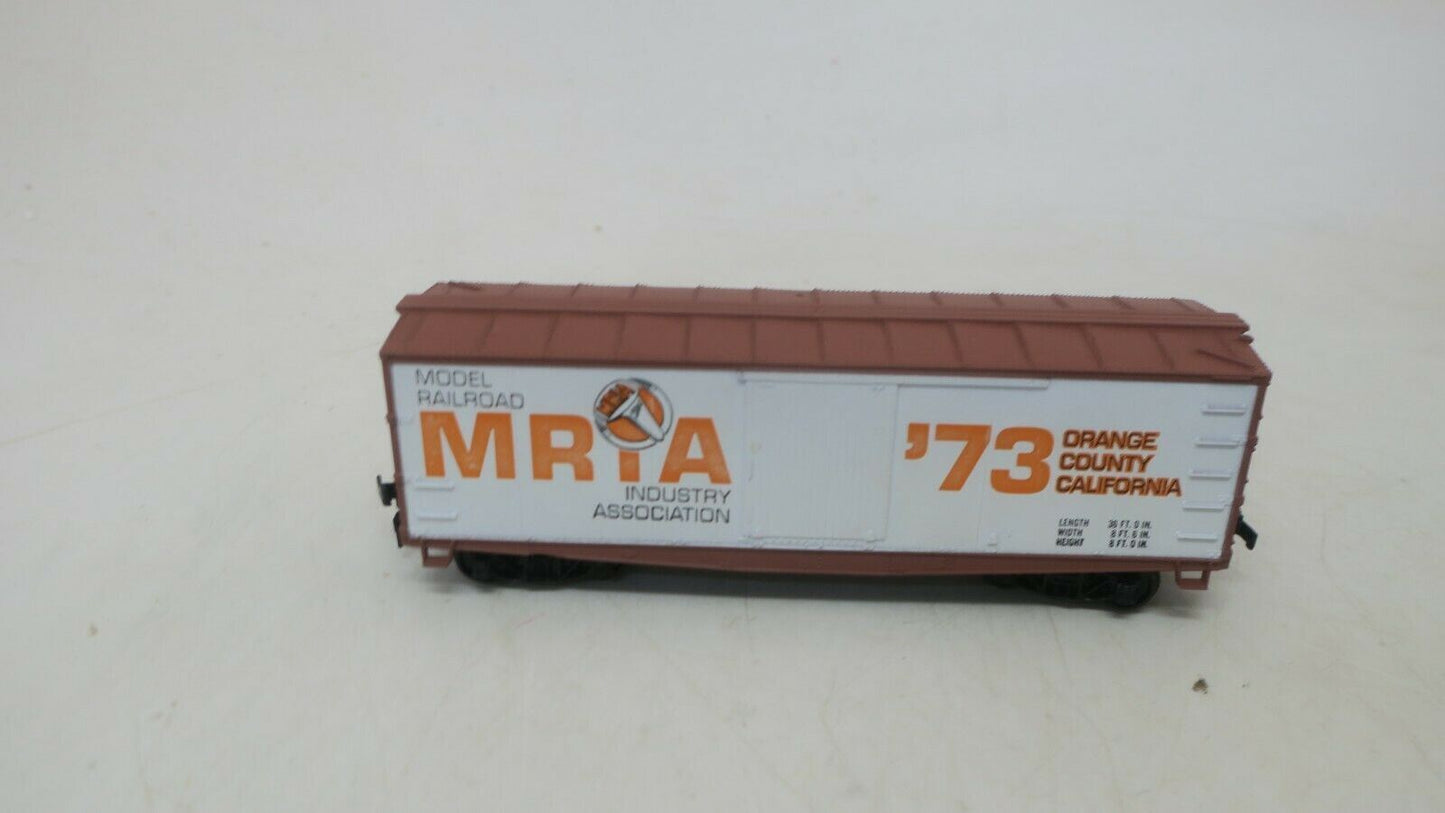 MODEL
RAILROAD
MRIA
INDUSTRY
ASSOCIATION
'73
ORANGE
COUNTY
CALIFORNIA
LENGTH 36 FT. 0 IN.
WIDTH 8 FT. 6 IN.
HEIGHT 8 FT. 0 IN.